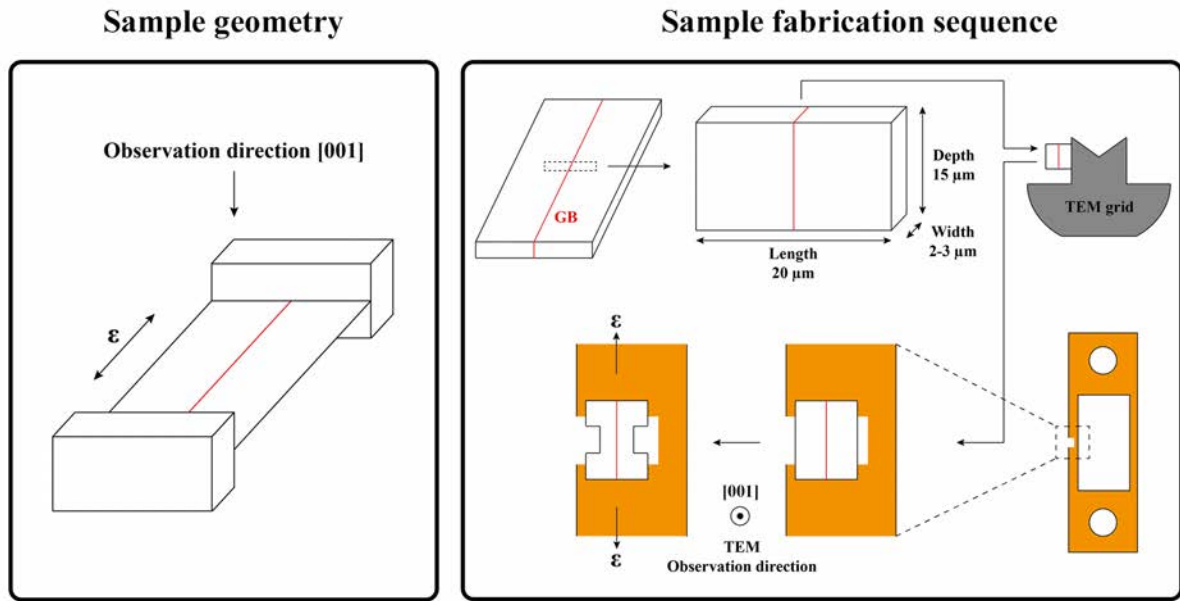 Sample geometry
Sample fabrication sequence
Observation direction [001]
ε
GB
Depth
15 µm
Width
2-3 µm
Length
20 µm
TEM grid
ε
ε
[001]
TEM
Observation direction